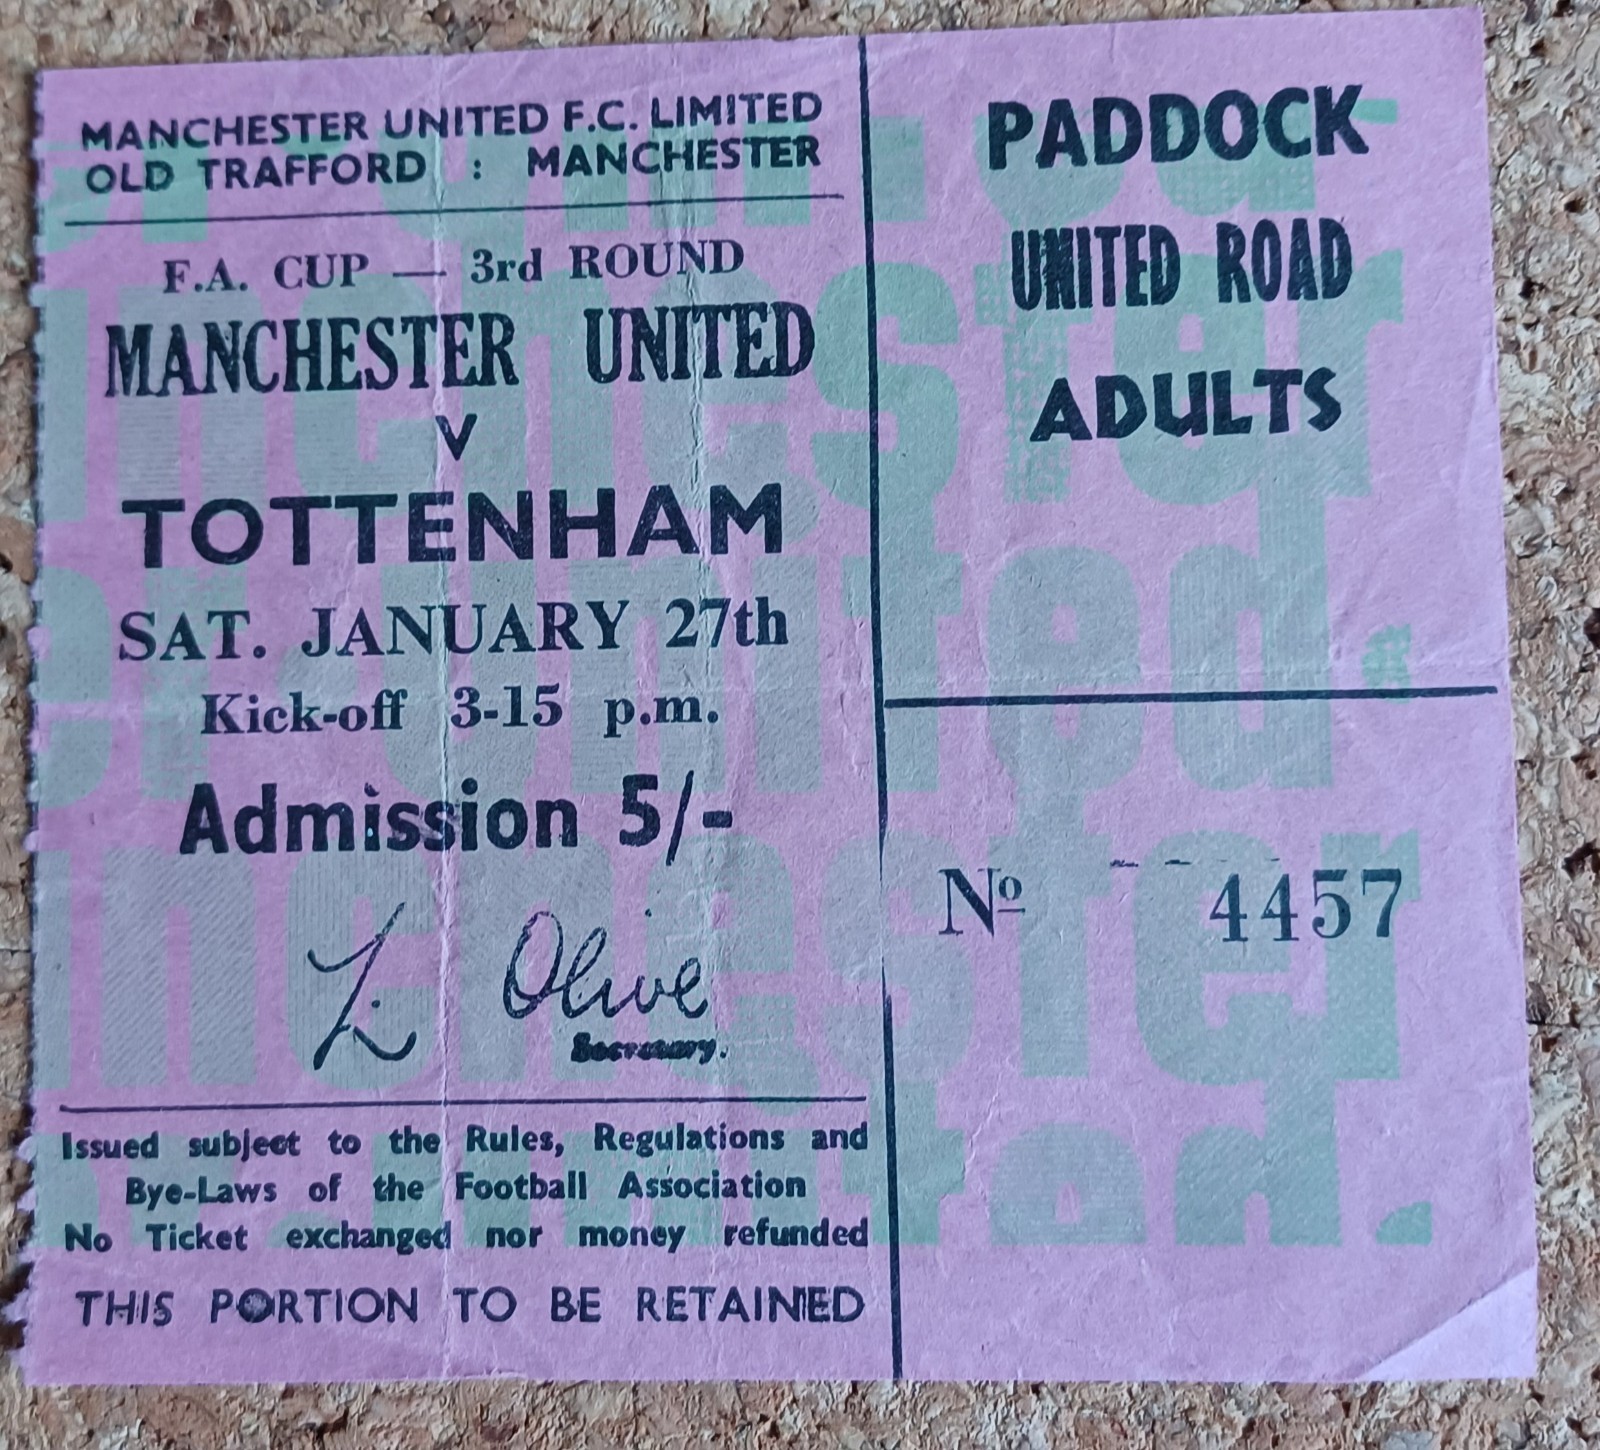 MANCHESTER UNITED F.C. LIMITED
OLD TRAFFORD : MANCHESTER
F.A. CUP — 3rd ROUND
MANCHESTER UNITED
V
TOTTENHAM
SAT. JANUARY 27th
Kick-off 3-15 p.m.
Admission 5/-
L. Olive
Secretary.
Issued subject to the Rules, Regulations and
Bye-Laws of the Football Association
No Ticket exchanged nor money refunded
THIS PORTION TO BE RETAINED
PADDOCK
UNITED ROAD
ADULTS
Nº 4457